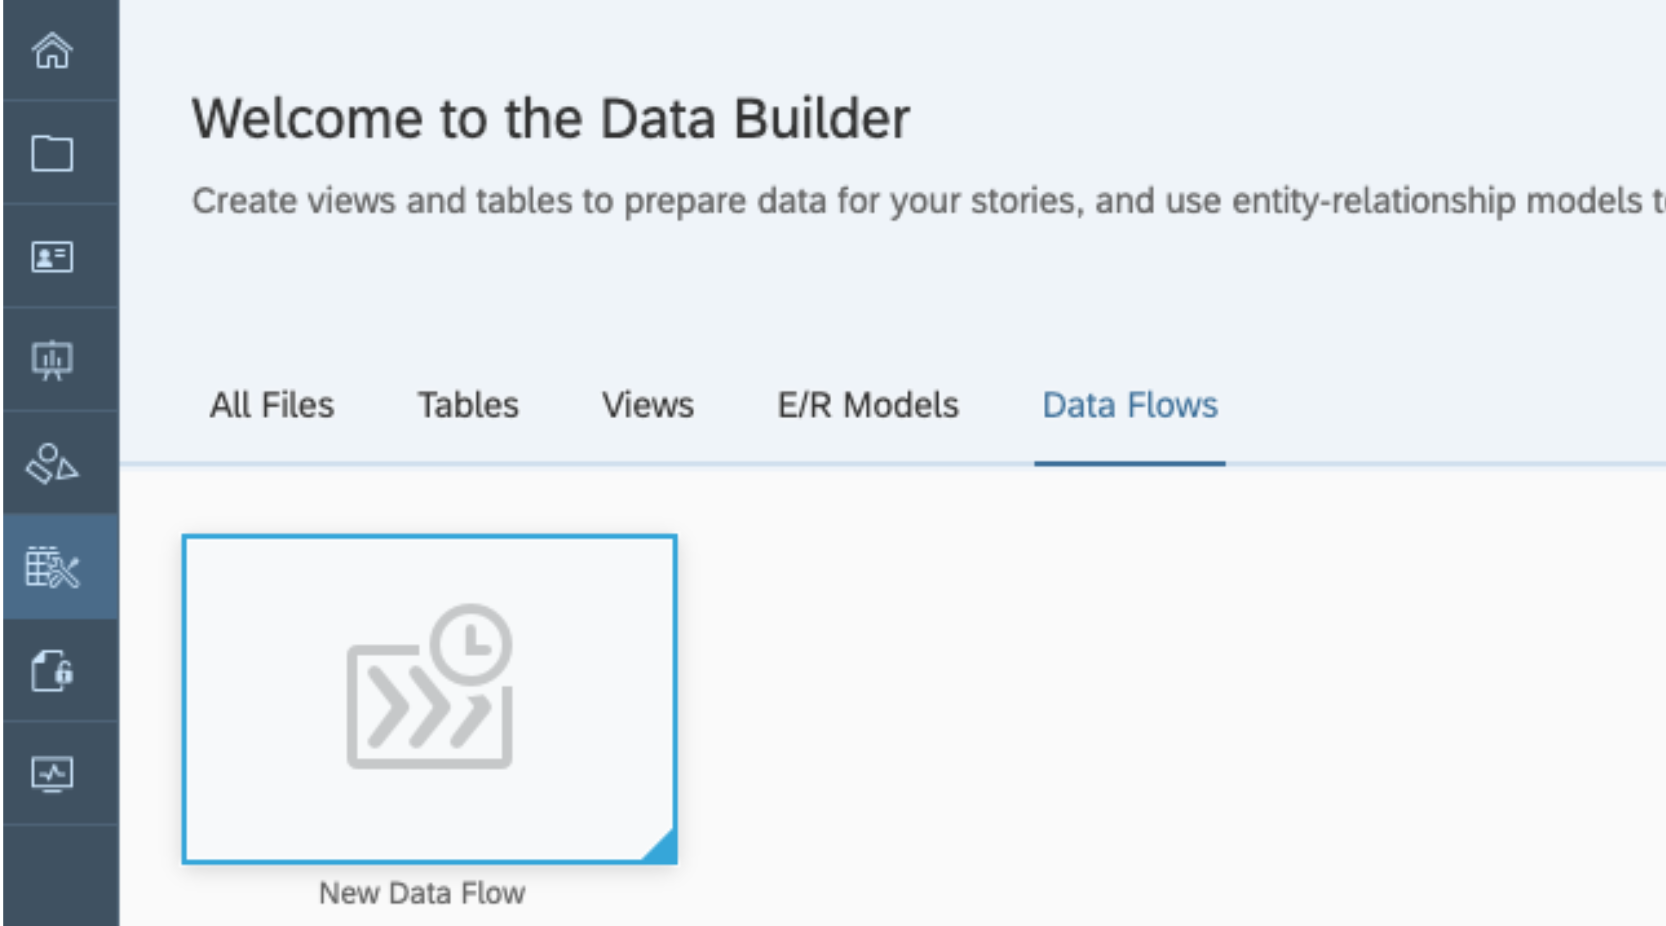 Welcome to the Data Builder
Create views and tables to prepare data for your stories, and use entity-relationship models
All Files Tables Views E/R Models Data Flows
New Data Flow